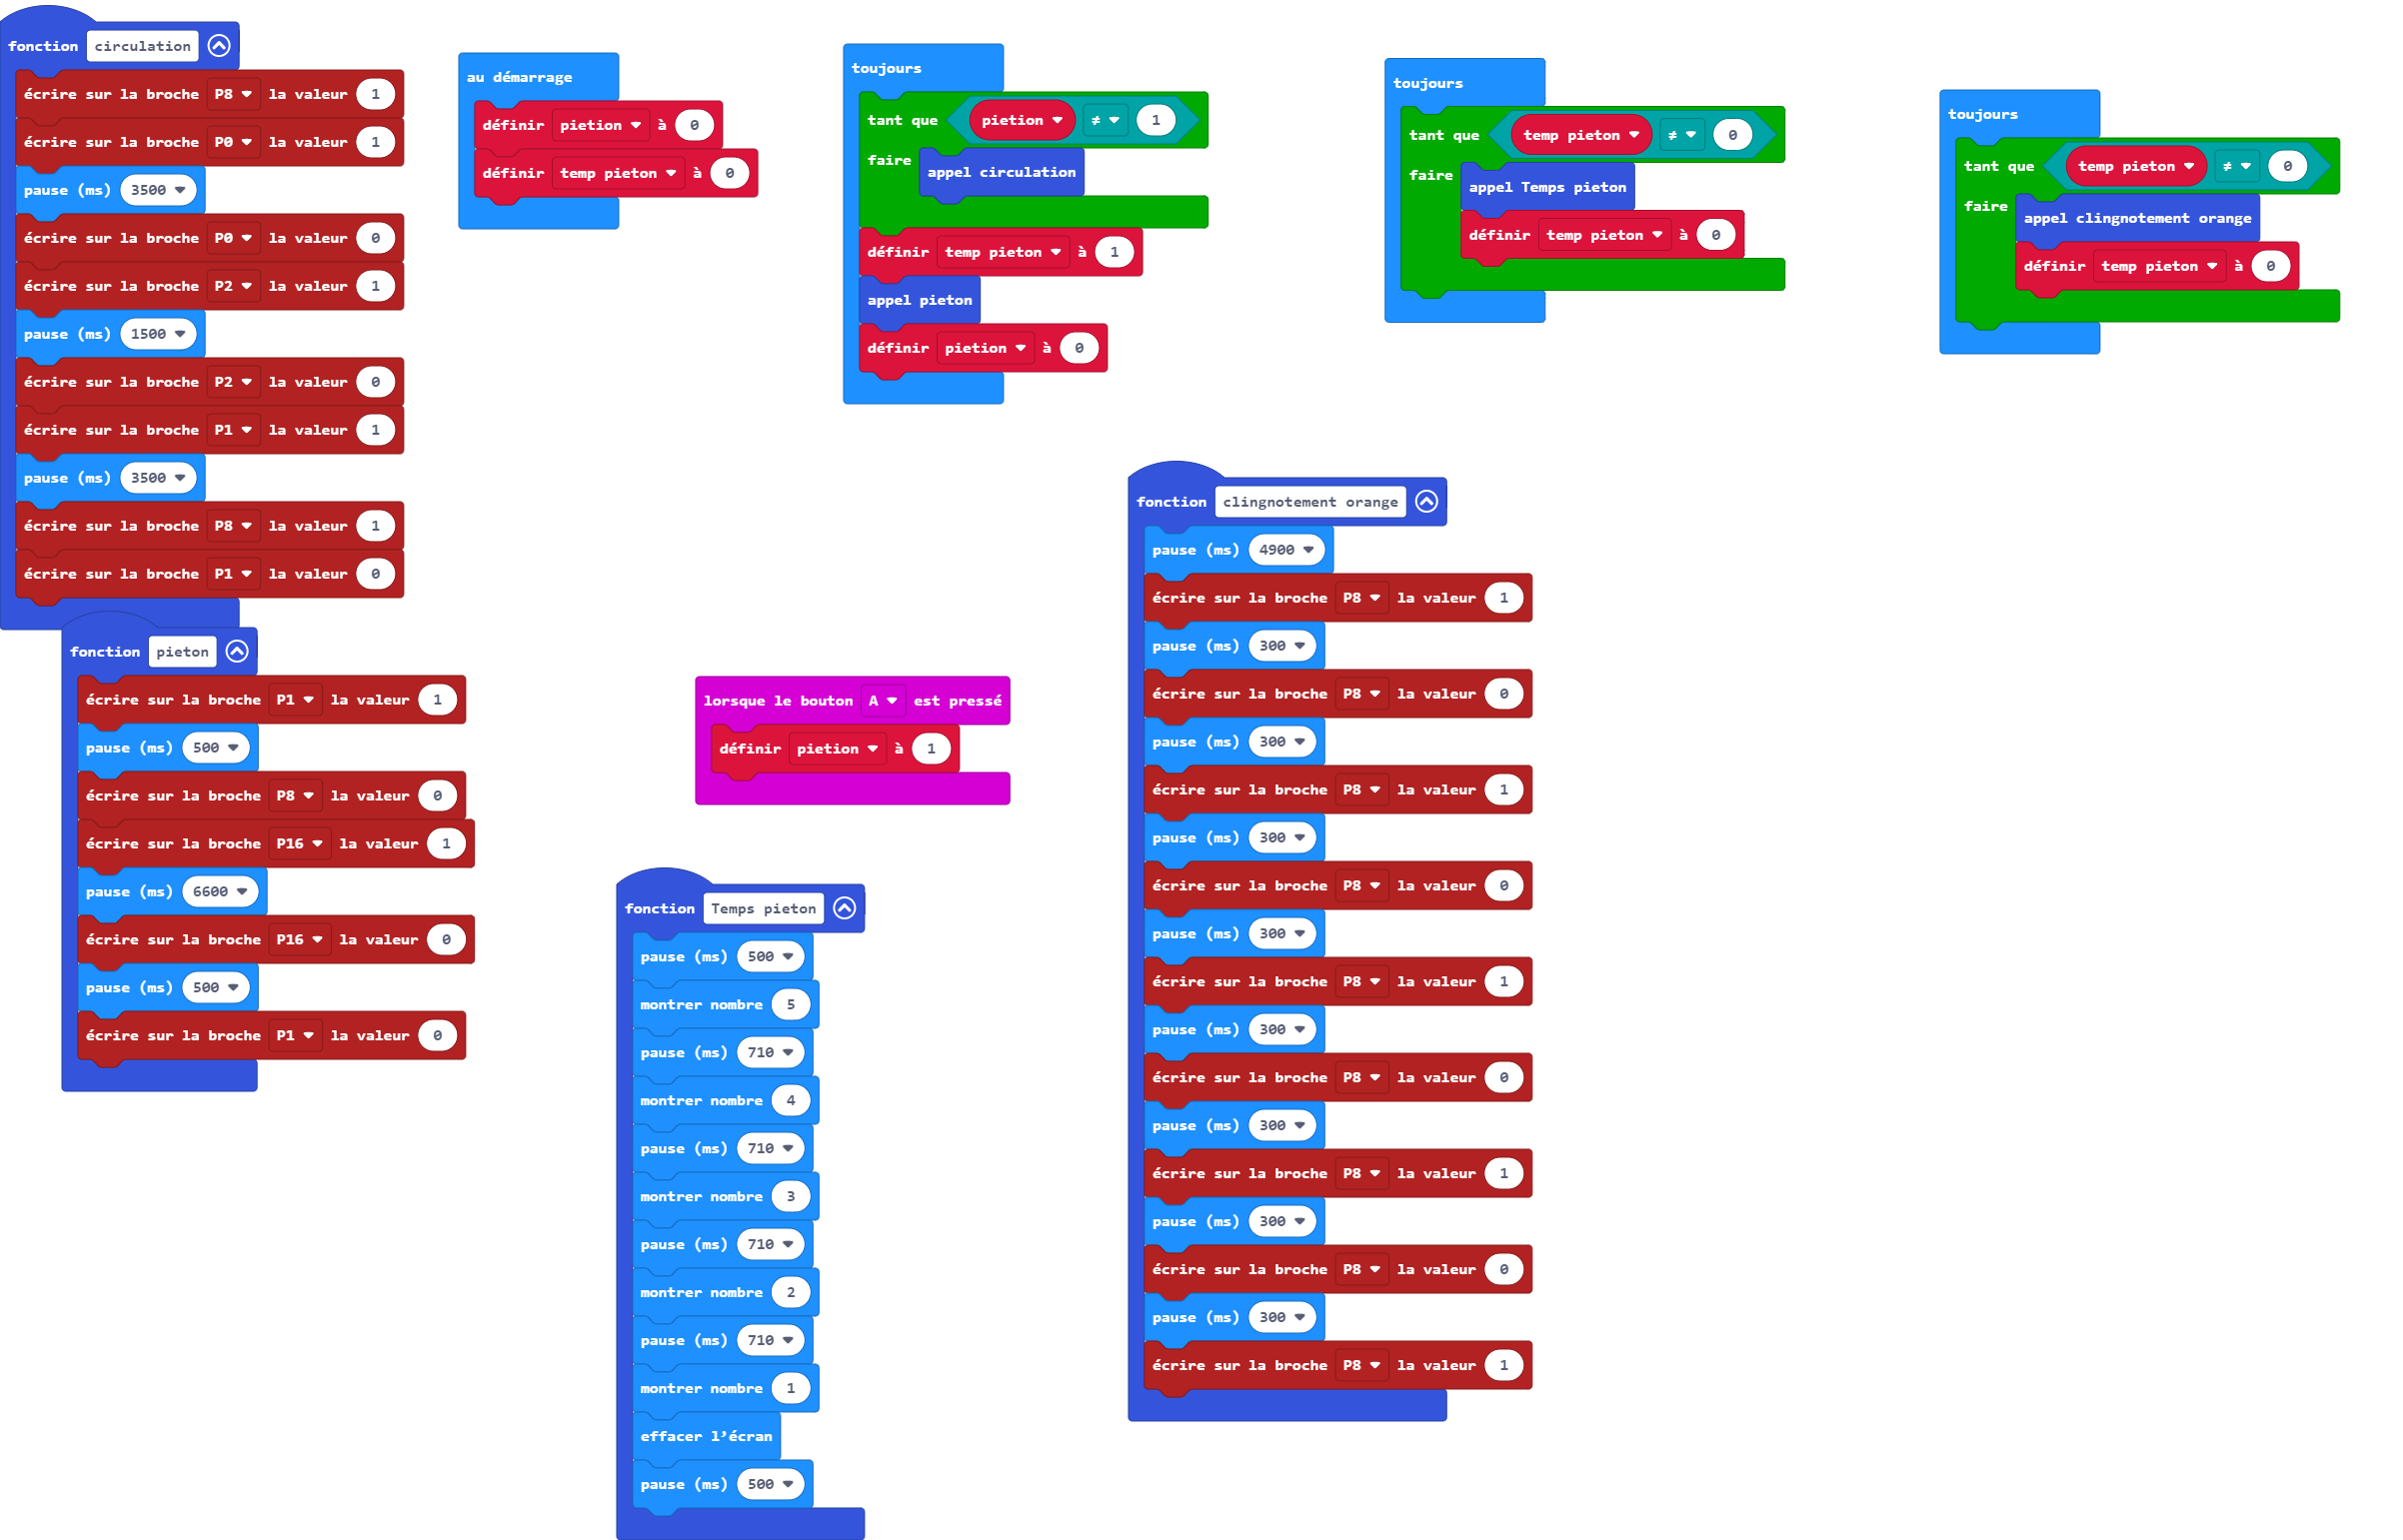 fonction circulation
écrire sur la broche P8 la valeur 1
écrire sur la broche P0 la valeur 1
pause (ms) 3500
écrire sur la broche P0 la valeur 0
écrire sur la broche P2 la valeur 1
pause (ms) 1500
écrire sur la broche P2 la valeur 0
écrire sur la broche P1 la valeur 1
pause (ms) 3500
écrire sur la broche P8 la valeur 1
écrire sur la broche P1 la valeur 0
fonction pieton
écrire sur la broche P1 la valeur 1
pause (ms) 500
écrire sur la broche P8 la valeur 0
écrire sur la broche P16 la valeur 1
pause (ms) 6600
écrire sur la broche P16 la valeur 0
pause (ms) 500
écrire sur la broche P1 la valeur 0
au démarrage
définir pietion à 0
définir temp pieton à 0
toujours
tant que pietion ≠ 1
faire appel circulation
définir temp pieton à 1
appel pieton
définir pietion à 0
toujours
tant que temp pieton ≠ 0
faire appel Temps pieton
définir temp pieton à 0
toujours
tant que temp pieton ≠ 0
faire appel clingnotement orange
définir temp pieton à 0
lorsque le bouton A est pressé
définir pietion à 1
fonction Temps pieton
pause (ms) 500
montrer nombre 5
pause (ms) 710
montrer nombre 4
pause (ms) 710
montrer nombre 3
pause (ms) 710
montrer nombre 2
pause (ms) 710
montrer nombre 1
effacer l'écran
pause (ms) 500
fonction clingnotement orange
pause (ms) 4900
écrire sur la broche P8 la valeur 1
pause (ms) 300
écrire sur la broche P8 la valeur 0
pause (ms) 300
écrire sur la broche P8 la valeur 1
pause (ms) 300
écrire sur la broche P8 la valeur 0
pause (ms) 300
écrire sur la broche P8 la valeur 1
pause (ms) 300
écrire sur la broche P8 la valeur 0
pause (ms) 300
écrire sur la broche P8 la valeur 1
pause (ms) 300
écrire sur la broche P8 la valeur 0
pause (ms) 300
écrire sur la broche P8 la valeur 1